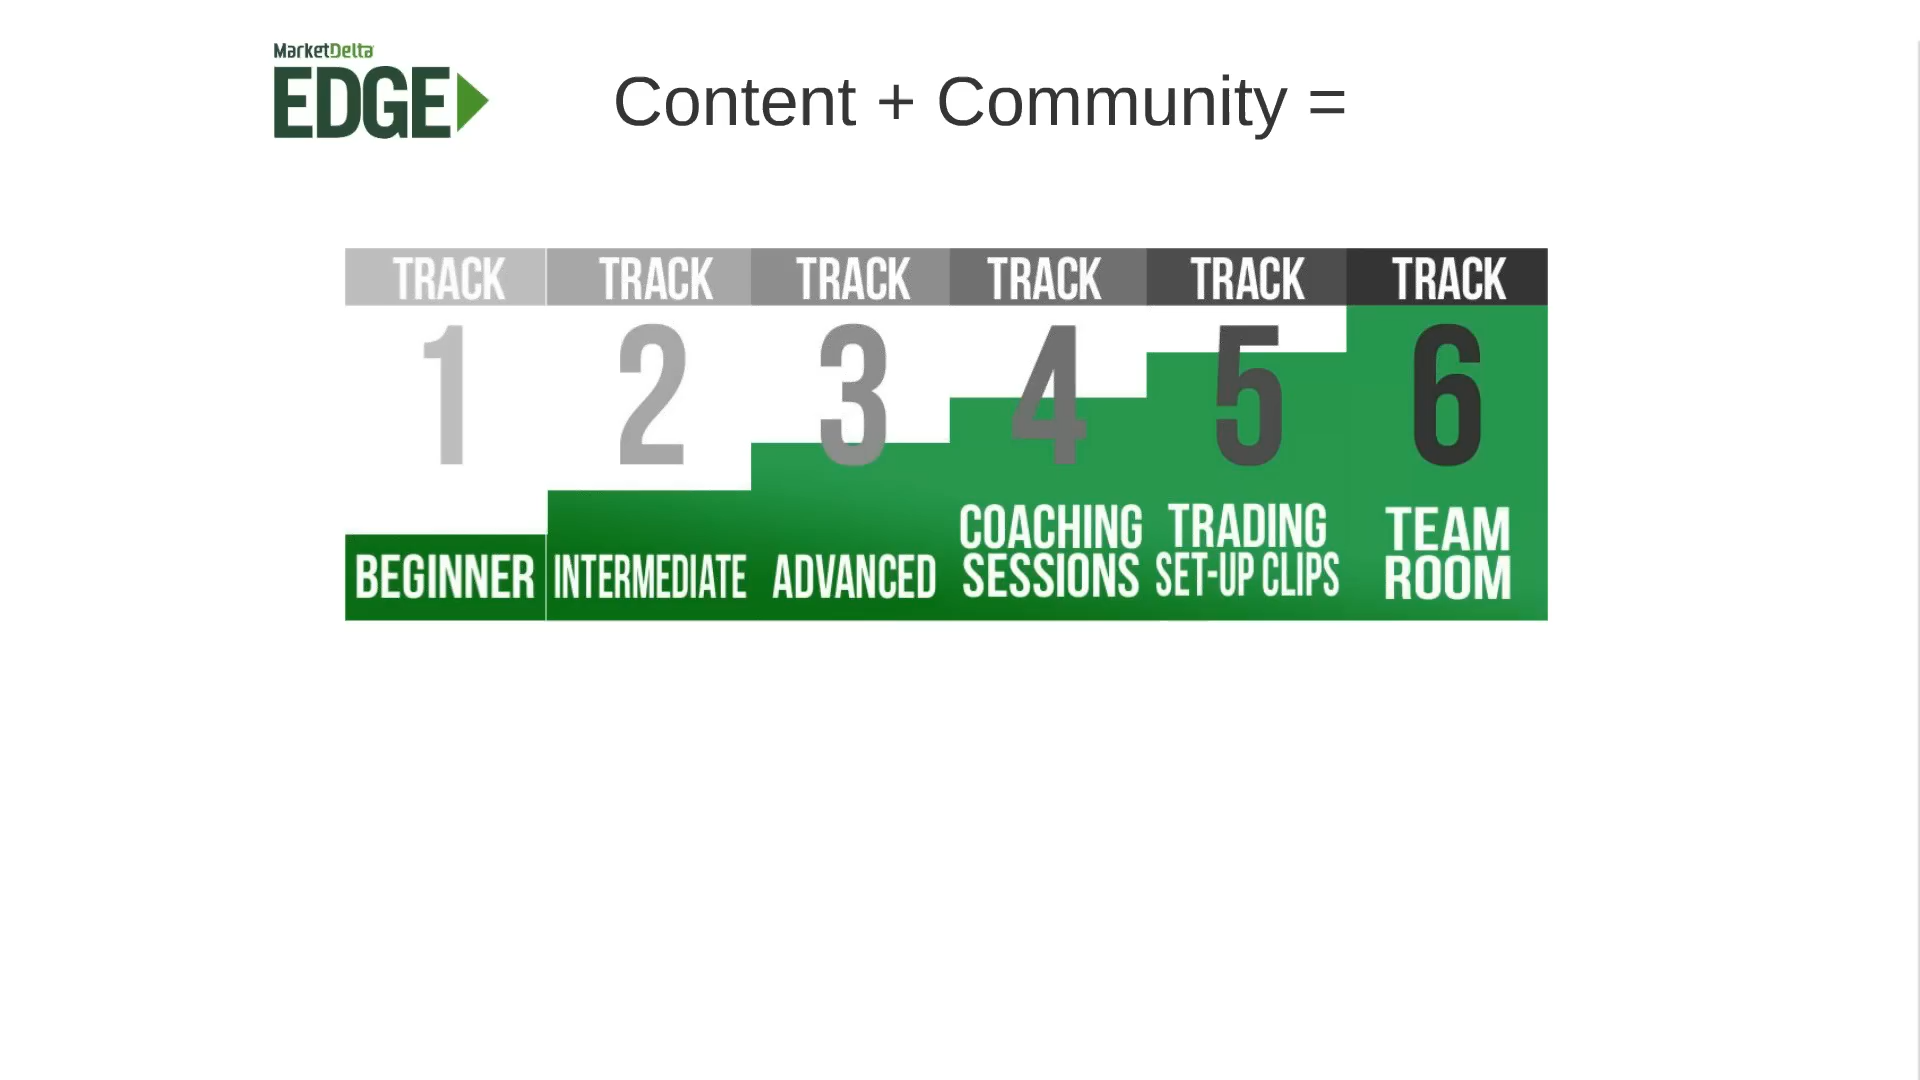 MarketDelta
EDGE
Content + Community =
TRACK TRACK TRACK TRACK TRACK TRACK
1 2 3 4 5 6
BEGINNER
INTERMEDIATE
ADVANCED
COACHING
SESSIONS
TRADING
SET-UP CLIPS
TEAM
ROOM